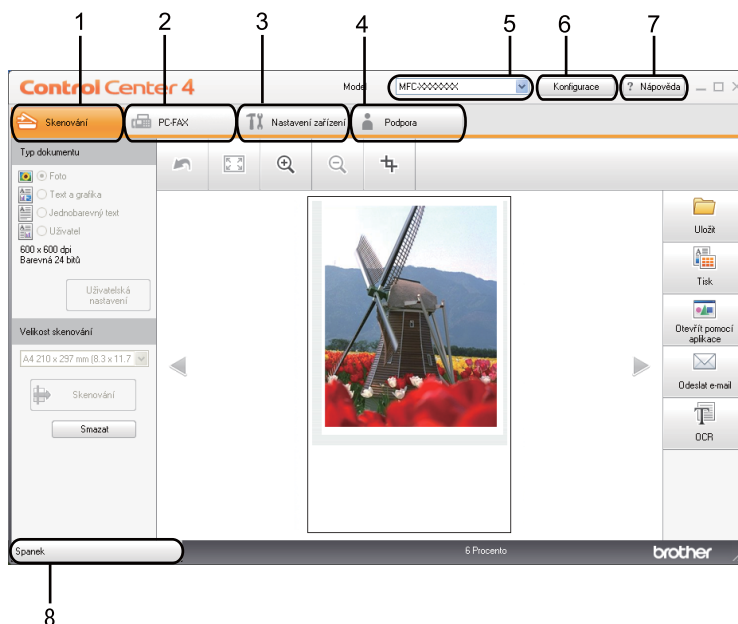 1 2 3 4 5 6 7
Control Center 4
Model
MFC-XXXXXX
Konfigurace
? Nápověda
Skenování
PC-FAX
Nastavení zařízení
Podpora
Typ dokumentu
Foto
Text a grafika
Jednobarevný text
Uživatel
600 x 600 dpi
Barevná 24 bitů
Uživatelská
nastavení
Velikost skenování
A4 210 x 297 mm (8.3 x 11.7
Skenování
Smazat
Uložit
Tisk
Otevřít pomocí
aplikace
Odeslat e-mail
OCR
Spanek
6 Procento
brother
8